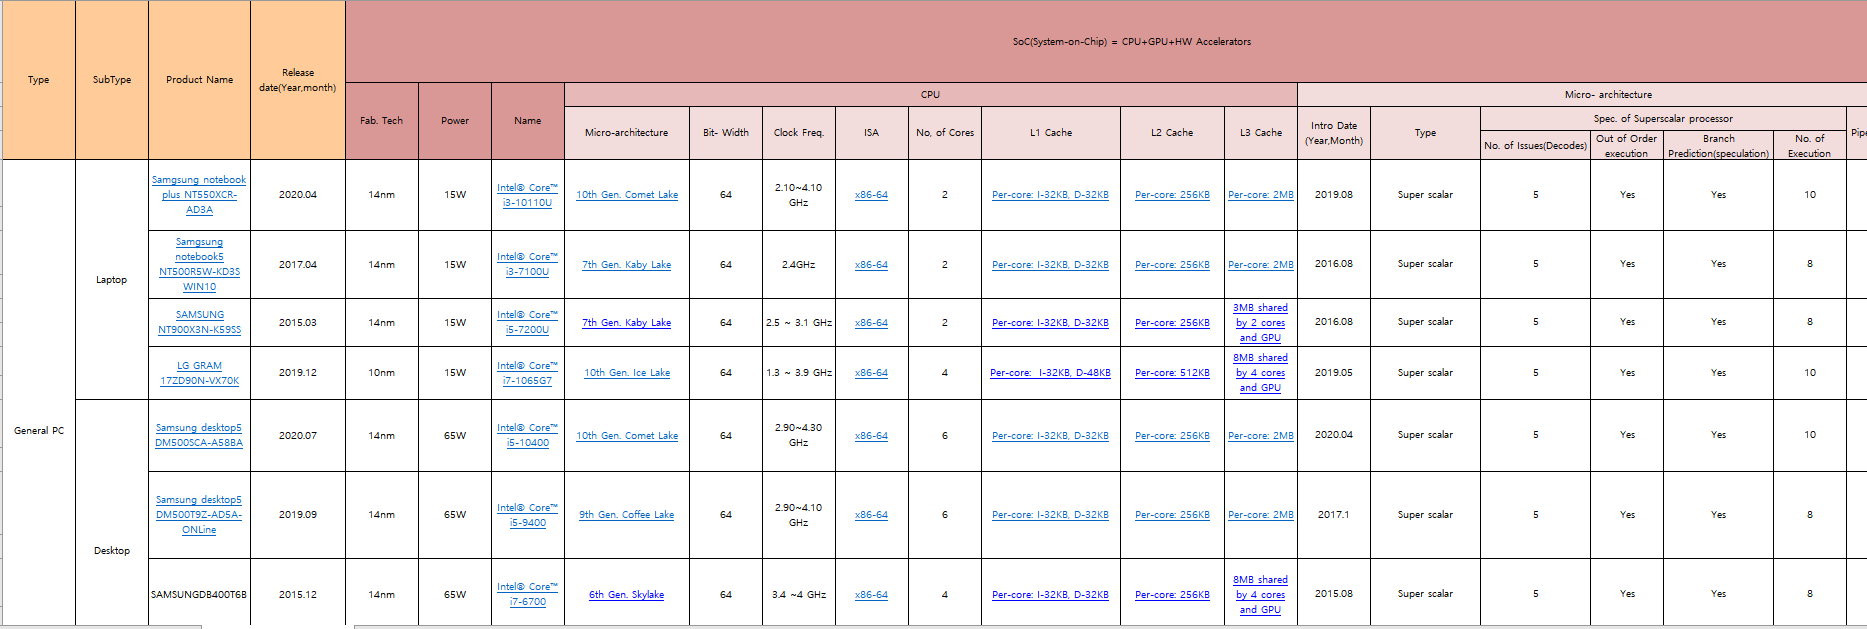 SoC(System-on-Chip) = CPU+GPU+HW Accelerators
Type
SubType
Product Name
Release
date(Year,month)
Fab. Tech
Power
Name
CPU
Micro- architecture
Micro-architecture
Bit- Width
Clock Freq.
ISA
No, of Cores
L1 Cache
L2 Cache
L3 Cache
Intro Date
(Year,Month)
Type
Spec. of Superscalar processor
No. of Issues(Decodes)
Out of Order
execution
Branch
Prediction(speculation)
No. of
Execution
Pipe
General PC
Laptop
Samgsung notebook
plus NT550XCR-
AD3A
2020.04
14nm
15W
Intel® Core™
i3-10110U
10th Gen. Comet Lake
64
2.10~4.10
GHz
x86-64
2
Per-core: I-32KB, D-32KB
Per-core: 256KB
Per-core: 2MB
2019.08
Super scalar
5
Yes
Yes
10
Samgsung
notebook5
NT500R5W-KD3S
WIN10
2017.04
14nm
15W
Intel® Core™
i3-7100U
7th Gen. Kaby Lake
64
2.4GHz
x86-64
2
Per-core: I-32KB, D-32KB
Per-core: 256KB
Per-core: 2MB
2016.08
Super scalar
5
Yes
Yes
8
SAMSUNG
NT900X3N-K59SS
2015.03
14nm
15W
Intel® Core™
i5-7200U
7th Gen. Kaby Lake
64
2.5 ~ 3.1 GHz
x86-64
2
Per-core: I-32KB, D-32KB
Per-core: 256KB
3MB shared
by 2 cores
and GPU
2016.08
Super scalar
5
Yes
Yes
8
LG GRAM
17ZD90N-VX70K
2019.12
10nm
15W
Intel® Core™
i7-1065G7
10th Gen. Ice Lake
64
1.3 ~ 3.9 GHz
x86-64
4
Per-core: I-32KB, D-48KB
Per-core: 512KB
8MB shared
by 4 cores
and GPU
2019.05
Super scalar
5
Yes
Yes
10
Desktop
Samsung desktop5
DM500SCA-A58BA
2020.07
14nm
65W
Intel® Core™
i5-10400
10th Gen. Comet Lake
64
2.90~4.30
GHz
x86-64
6
Per-core: I-32KB, D-32KB
Per-core: 256KB
Per-core: 2MB
2020.04
Super scalar
5
Yes
Yes
10
Samsung desktop5
DM500T9Z-AD5A-
ONLine
2019.09
14nm
65W
Intel® Core™
i5-9400
9th Gen. Coffee Lake
64
2.90~4.10
GHz
x86-64
6
Per-core: I-32KB, D-32KB
Per-core: 256KB
Per-core: 2MB
2017.1
Super scalar
5
Yes
Yes
8
SAMSUNGDB400T6B
2015.12
14nm
65W
Intel® Core™
i7-6700
6th Gen. Skylake
64
3.4 ~4 GHz
x86-64
4
Per-core: I-32KB, D-32KB
Per-core: 256KB
8MB shared
by 4 cores
and GPU
2015.08
Super scalar
5
Yes
Yes
8